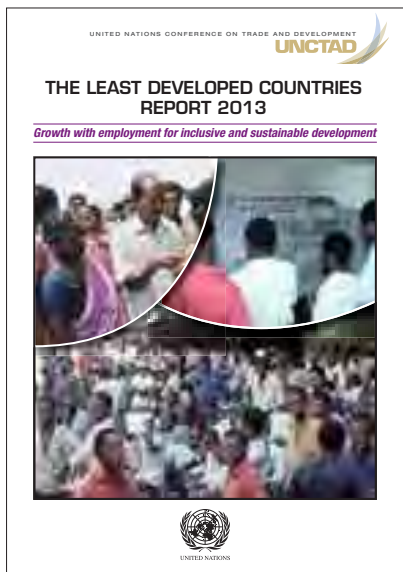 UNITED NATIONS CONFERENCE ON TRADE AND DEVELOPMENT
UNCTAD
THE LEAST DEVELOPED COUNTRIES
REPORT 2013
Growth with employment for inclusive and sustainable development
UNITED NATIONS